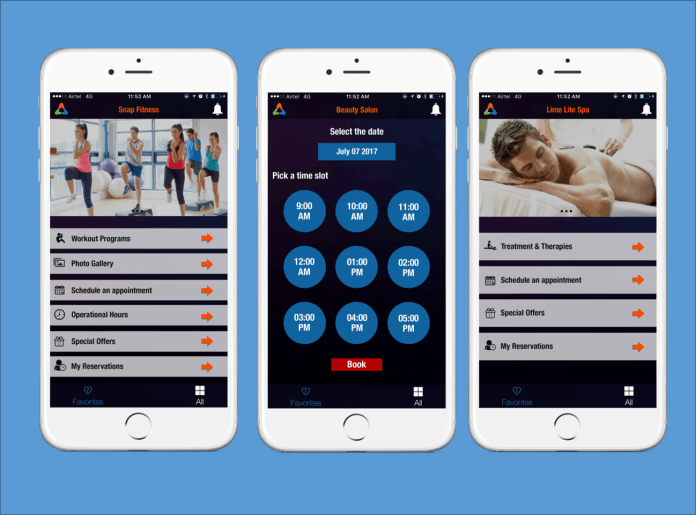 Airtel 4G 11:52 AM
Snap Fitness
Workout Programs
Photo Gallery
Schedule an appointment
Operational Hours
Special Offers
My Reservations
Favorites All
Airtel 4G 11:52 AM
Beauty Salon
Select the date
July 07 2017
Pick a time slot
9:00 AM
10:00 AM
11:00 AM
12:00 AM
01:00 PM
02:00 PM
03:00 PM
04:00 PM
05:00 PM
Book
Favorites All
Airtel 4G 11:52 AM
Lime Lite Spa
Treatment & Therapies
Schedule an appointment
Special Offers
My Reservations
Favorites All